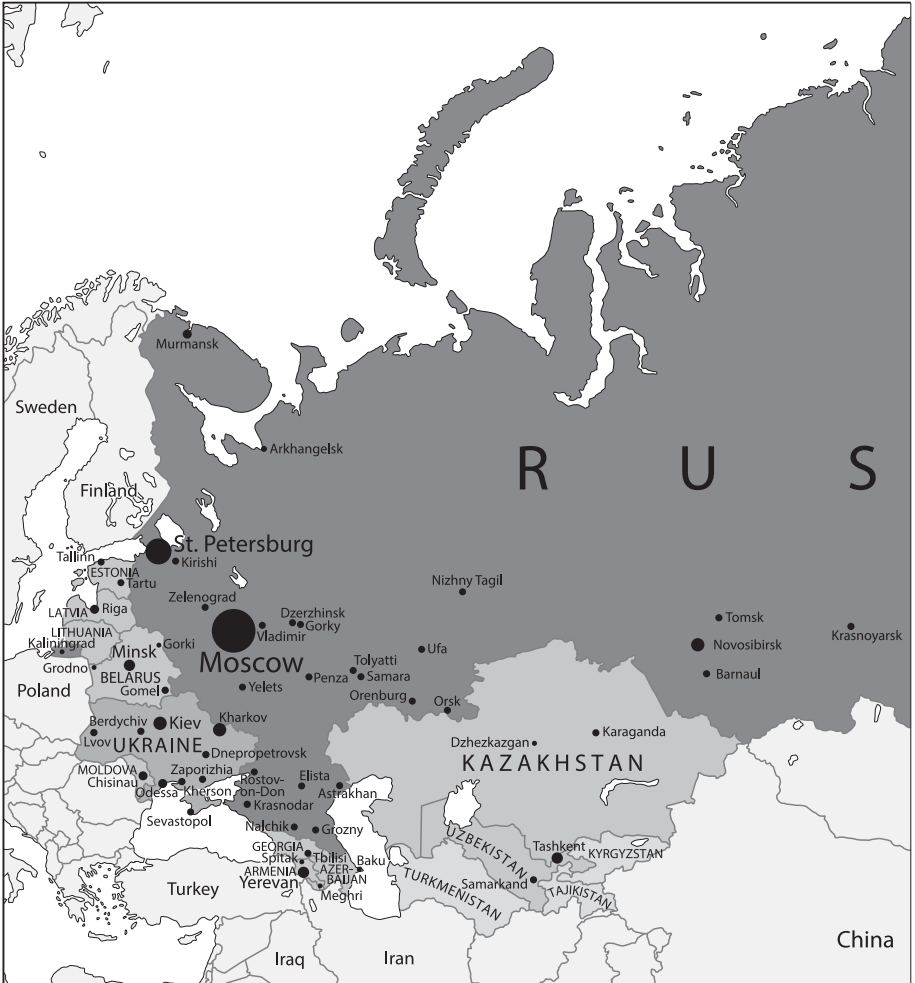 Murmansk
Sweden
R U S
Arkhangelsk
Finland
St. Petersburg
Tallinn
Kirishi
ESTONIA
Tartu
Nizhny Tagil
Zelenograd
LATVIA
Riga
Dzerzhinsk
Gorky
Tomsk
Krasnoyarsk
LITHUANIA
Vladimir
Kaliningrad
Gorki
Novosibirsk
Minsk
Moscow
Ufa
Grodno
Tolyatti
BELARUS
Penza
Samara
Barnaul
Poland
Gomel
Yelets
Orenburg
Orsk
Berdychiv
Kiev
Kharkov
Karaganda
Lvov
UKRAINE
Dzhezkazgan
Dnepropetrovsk
KAZAKHSTAN
MOLDOVA
Zaporizhia
Chisinau
Rostov-
on-Don
Elista
Odessa
Kherson
Astrakhan
Krasnodar
Sevastopol
Nalchik
Grozny
GEORGIA
UZBEKISTAN
Tashkent
KYRGYZSTAN
Spitak
Tbilisi
Baku
ARMENIA
AZER-
BAIJAN
Yerevan
TURKMENISTAN
Samarkand
TAJIKISTAN
Turkey
Meghri
China
Iraq
Iran